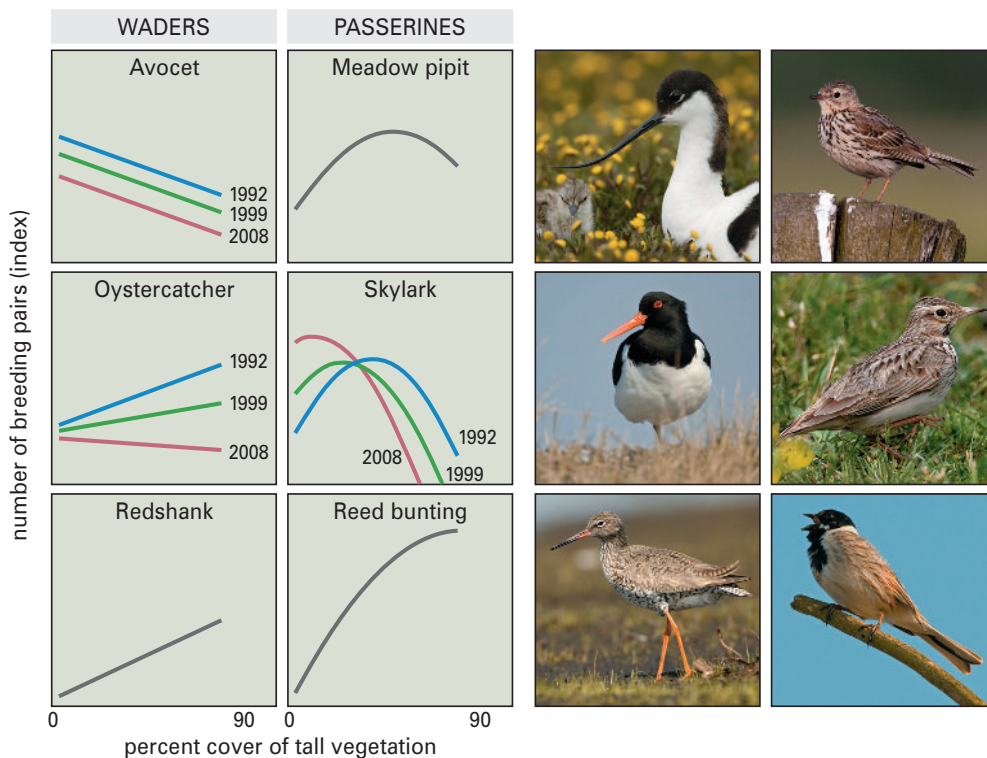 WADERS
PASSERINES
number of breeding pairs (index)
Avocet
1992
1999
2008
Meadow pipit
Oystercatcher
1992
1999
2008
Skylark
1992
2008
1999
Redshank
Reed bunting
0
90
0
90
percent cover of tall vegetation